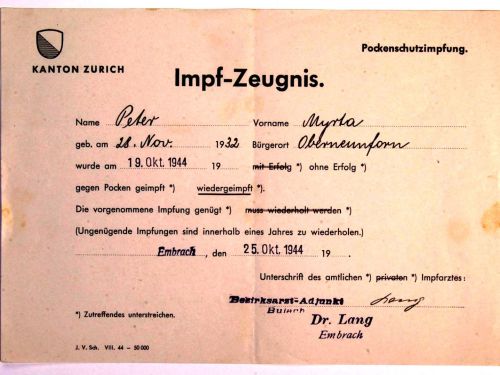 KANTON ZURICH
Pockenschutzimpfung.
Impf-Zeugnis.
Name Peter Vorname Myrta
geb. am 28. Nov. 1932 Bürgerort Oberneunforn
wurde am 19. Okt. 1944 19 mit Erfolg *) ohne Erfolg *)
gegen Pocken geimpft *) wiedergeimpft *).
Die vorgenommene Impfung genügt *) muss wiederholt werden *)
(Ungenügende Impfungen sind innerhalb eines Jahres zu wiederholen.)
Embrach, den 25. Okt. 1944 19
Unterschrift des amtlichen *) privaten *) Impfarztes:
Bezirksarzt-Adjunkt Lang
Bülach
Dr. Lang
*) Zutreffendes unterstreichen.
Embrach
J. V. Sch. VIII. 44 – 50 000